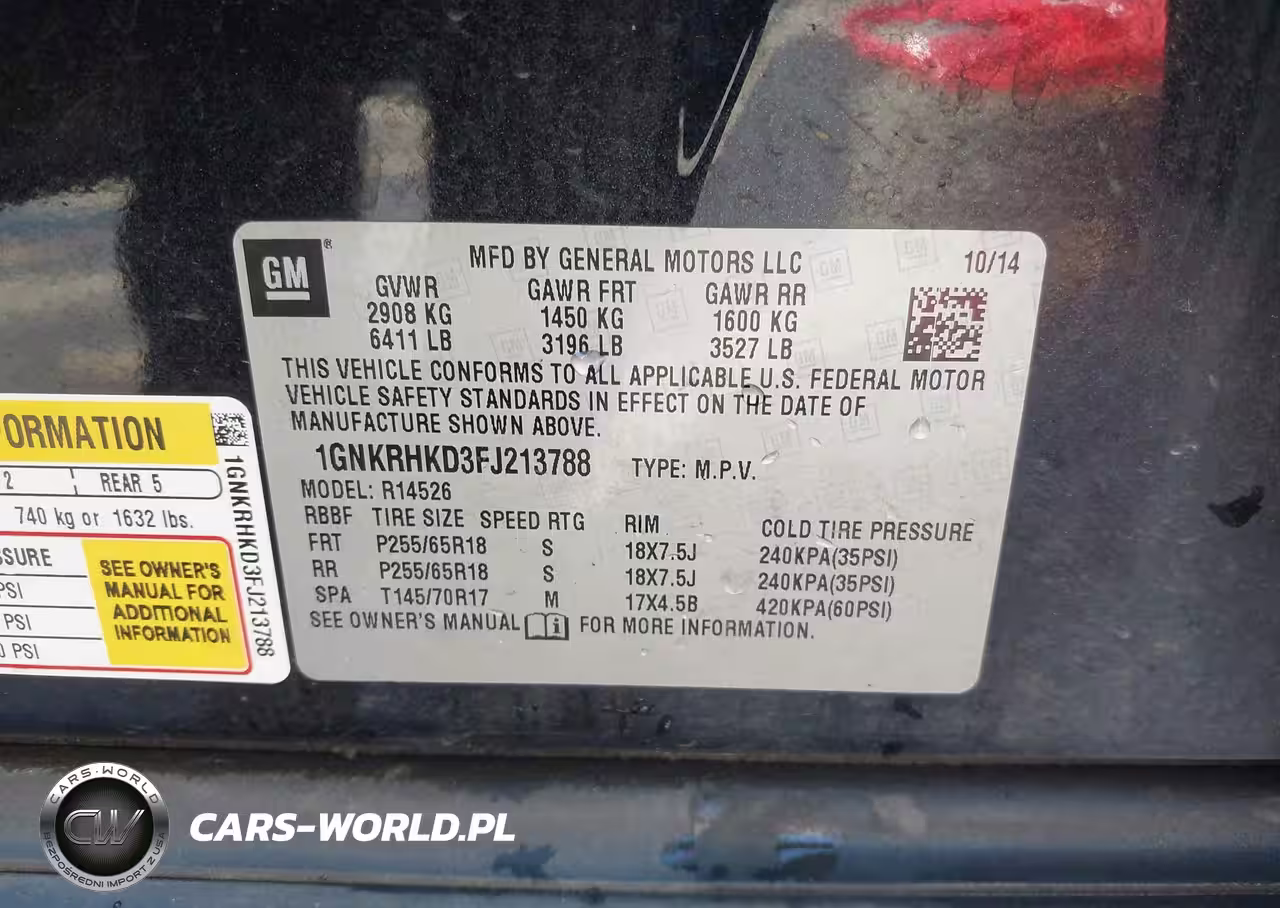 GM ®
MFD BY GENERAL MOTORS LLC 10/14
GVWR GAWR FRT GAWR RR
2908 KG 1450 KG 1600 KG
6411 LB 3196 LB 3527 LB
THIS VEHICLE CONFORMS TO ALL APPLICABLE U.S. FEDERAL MOTOR
VEHICLE SAFETY STANDARDS IN EFFECT ON THE DATE OF
MANUFACTURE SHOWN ABOVE.
1GNKRHKD3FJ213788 TYPE: M.P.V.
MODEL: R14526
RBBF TIRE SIZE SPEED RTG RIM COLD TIRE PRESSURE
FRT P255/65R18 S 18X7.5J 240KPA(35PSI)
RR P255/65R18 S 18X7.5J 240KPA(35PSI)
SPA T145/70R17 M 17X4.5B 420KPA(60PSI)
SEE OWNER'S MANUAL i FOR MORE INFORMATION.
ORMATION
2 REAR 5
740 kg or 1632 lbs.
SSURE
PSI
PSI
0 PSI
SEE OWNER'S
MANUAL FOR
ADDITIONAL
INFORMATION
1GNKRHKD3FJ213788
CARS-WORLD
CW
BEZPOŚREDNI IMPORT Z USA
CARS-WORLD.PL